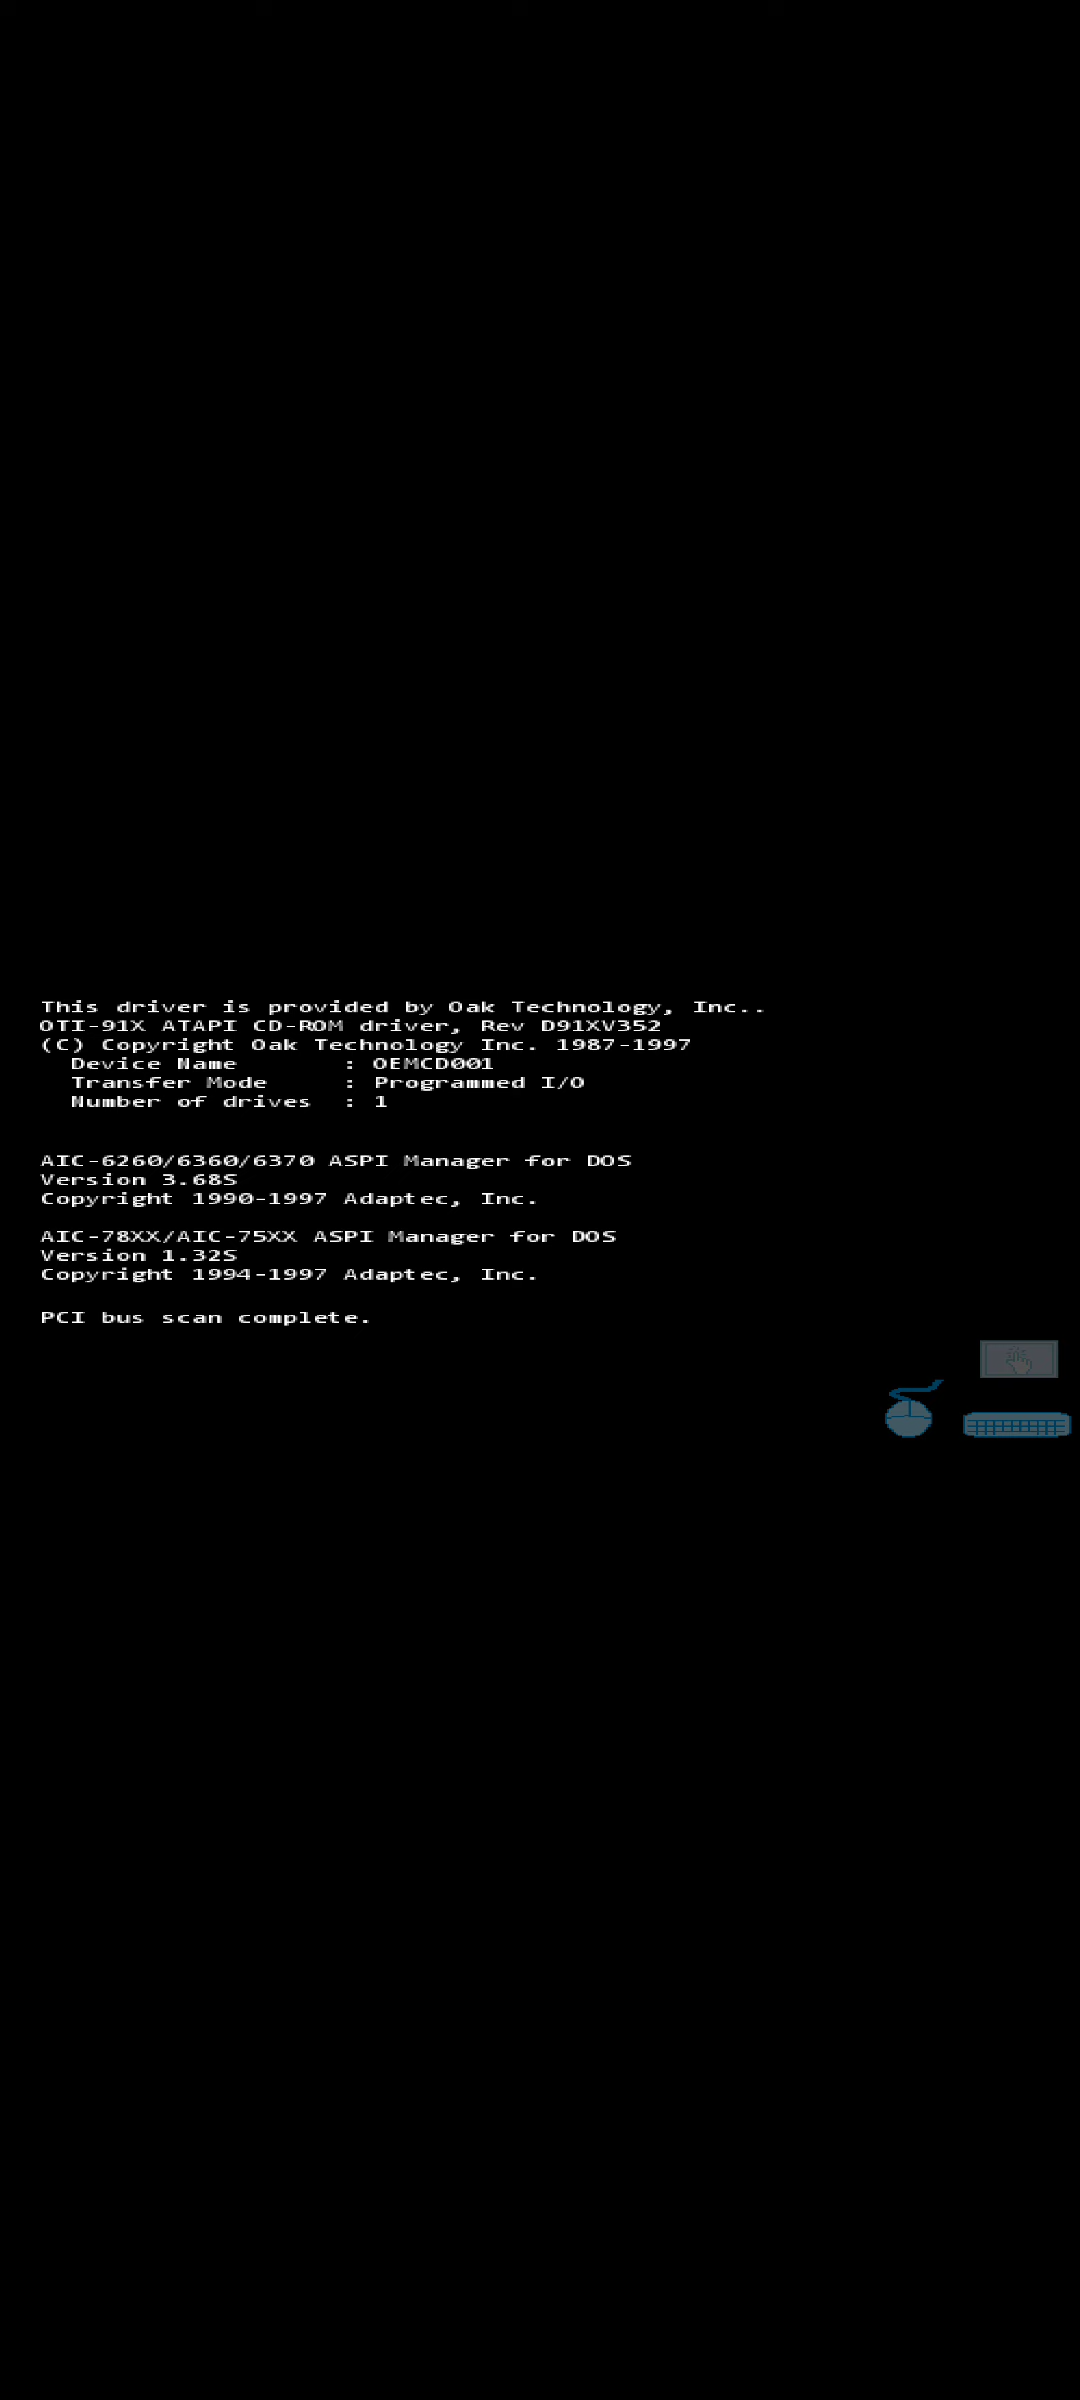 This driver is provided by Oak Technology, Inc..
OTI-91X ATAPI CD-ROM driver, Rev D91XV352
(C) Copyright Oak Technology Inc. 1987-1997
Device Name : OEMCD001
Transfer Mode : Programmed I/O
Number of drives : 1
AIC-6260/6360/6370 ASPI Manager for DOS
Version 3.68S
Copyright 1990-1997 Adaptec, Inc.
AIC-78XX/AIC-75XX ASPI Manager for DOS
Version 1.32S
Copyright 1994-1997 Adaptec, Inc.
PCI bus scan complete.